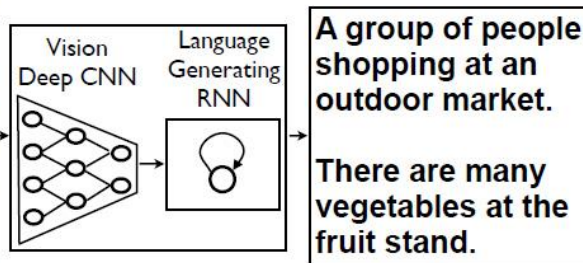 Vision
Deep CNN
Language
Generating
RNN
A group of people
shopping at an
outdoor market.
There are many
vegetables at the
fruit stand.